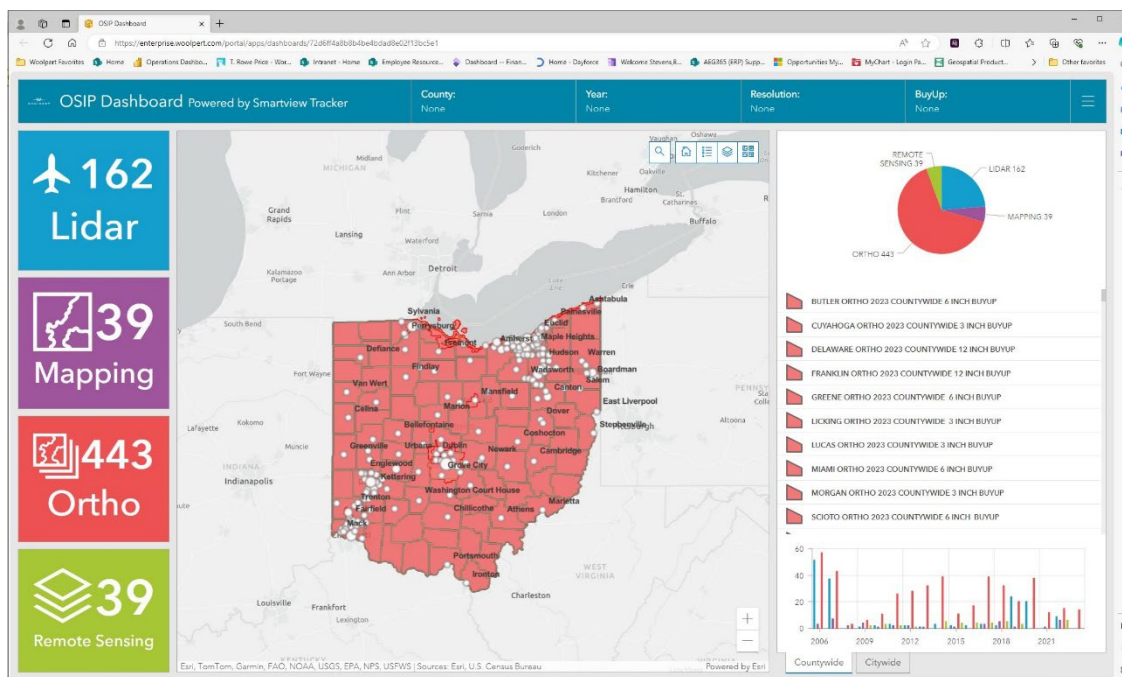 OSIP Dashboard
https://enterprise.woolpert.com/portal/apps/dashboards/72d6ff4a8b8b4be4bdad8e02f13bc5e1
Woolpert Favorites Home Operations Dashbo... T. Rowe Price - Wor... Intranet - Home Employee Resource... Dashboard -- Finan... Home - Dayforce Welcome Stevens,B... AEG365 (ERP) Supp... Opportunities My... MyChart - Login Pa... Geospatial Product... Other favorites
OSIP Dashboard Powered by Smartview Tracker
County:
None
Year:
None
Resolution:
None
BuyUp:
None
162
Lidar
39
Mapping
443
Ortho
39
Remote Sensing
Goderich
Vaughan
Oshawa
Midland
MICHIGAN
Kitchener
Oakville
Hamilton
Brantford
St.
Catharines
Grand
Rapids
Flint
Sarnia
London
Buffalo
Lansing
Waterford
Kalamazoo
Portage
Ann Arbor
Detroit
Lake
Erie
Erie
South Bend
Sylvania
Perrysburg
Fremont
Ashtabula
Painesville
Euclid
Amherst
Maple Heights
Defiance
Hudson
Warren
Findlay
Wadsworth
Boardman
Salem
Fort Wayne
Van Wert
Mansfield
Canton
Celina
Marion
Dover
East Liverpool
Lafayette
Kokomo
Bellefontaine
Coshocton
Steubenville
Pittsburgh
Altoona
Muncie
Greenville
Urbana
Dublin
Newark
Cambridge
INDIANA
Indianapolis
Englewood
Grove City
Kettering
Washington Court House
Trenton
Marietta
Fairfield
Chillicothe
Athens
Mack
Portsmouth
WEST
VIRGINIA
Ironton
Charleston
Louisville
Frankfort
Lexington
KENTUCKY
VIRGINIA
Esri, TomTom, Garmin, FAO, NOAA, USGS, EPA, NPS, USFWS | Sources: Esri, U.S. Census Bureau
Powered by Esri
REMOTE
SENSING 39
LIDAR 162
MAPPING 39
ORTHO 443
BUTLER ORTHO 2023 COUNTYWIDE 6 INCH BUYUP
CUYAHOGA ORTHO 2023 COUNTYWIDE 3 INCH BUYUP
DELAWARE ORTHO 2023 COUNTYWIDE 12 INCH BUYUP
FRANKLIN ORTHO 2023 COUNTYWIDE 12 INCH BUYUP
GREENE ORTHO 2023 COUNTYWIDE 6 INCH BUYUP
LICKING ORTHO 2023 COUNTYWIDE 3 INCH BUYUP
LUCAS ORTHO 2023 COUNTYWIDE 3 INCH BUYUP
MIAMI ORTHO 2023 COUNTYWIDE 6 INCH BUYUP
MORGAN ORTHO 2023 COUNTYWIDE 3 INCH BUYUP
SCIOTO ORTHO 2023 COUNTYWIDE 6 INCH BUYUP
60
40
20
0
2006 2009 2012 2015 2018 2021
Countywide Citywide